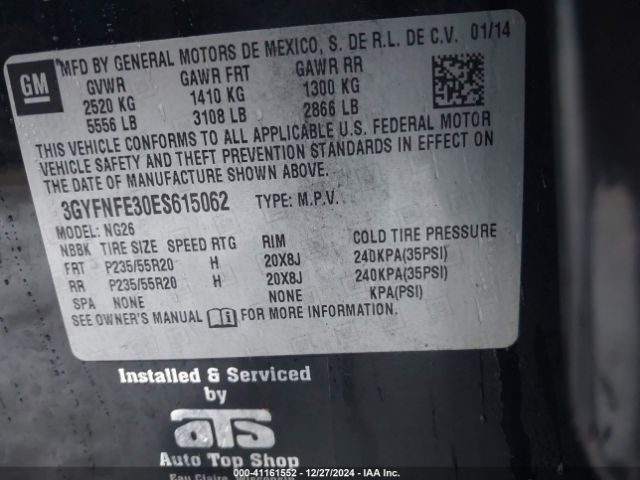 GM
MFD BY GENERAL MOTORS DE MEXICO, S. DE R.L. DE C.V. 01/14
GVWR GAWR FRT GAWR RR
2520 KG 1410 KG 1300 KG
5556 LB 3108 LB 2866 LB
THIS VEHICLE CONFORMS TO ALL APPLICABLE U.S. FEDERAL MOTOR
VEHICLE SAFETY AND THEFT PREVENTION STANDARDS IN EFFECT ON
THE DATE OF MANUFACTURE SHOWN ABOVE.
3GYFNFE30ES615062 TYPE: M.P.V.
MODEL: NG26
NBBK TIRE SIZE SPEED RTG RIM COLD TIRE PRESSURE
FRT P235/55R20 H 20X8J 240KPA(35PSI)
RR P235/55R20 H 20X8J 240KPA(35PSI)
SPA NONE NONE KPA(PSI)
SEE OWNER'S MANUAL FOR MORE INFORMATION.
Installed & Serviced
by
ATS
Auto Top Shop
Eau Claire, Wisconsin
000-41161552 - 12/27/2024 - IAA Inc.